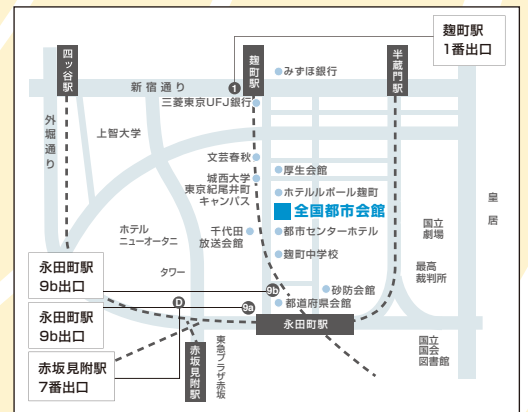 麹町駅
1番出口
四ッ谷駅
麹町駅
半蔵門駅
みずほ銀行
新宿通り
1
三菱東京UFJ銀行
外堀通り
上智大学
文芸春秋
厚生会館
城西大学
東京紀尾井町
キャンパス
ホテルルポール麹町
皇居
全国都市会館
国立
劇場
ホテル
ニューオータニ
千代田
放送会館
都市センターホテル
麹町中学校
永田町駅
9b出口
タワー
最高
裁判所
9b
砂防会館
D
9a
都道府県会館
永田町駅
9b出口
永田町駅
赤坂見附駅
7番出口
赤坂見附駅
東急プラザ赤坂
国立
国会
図書館